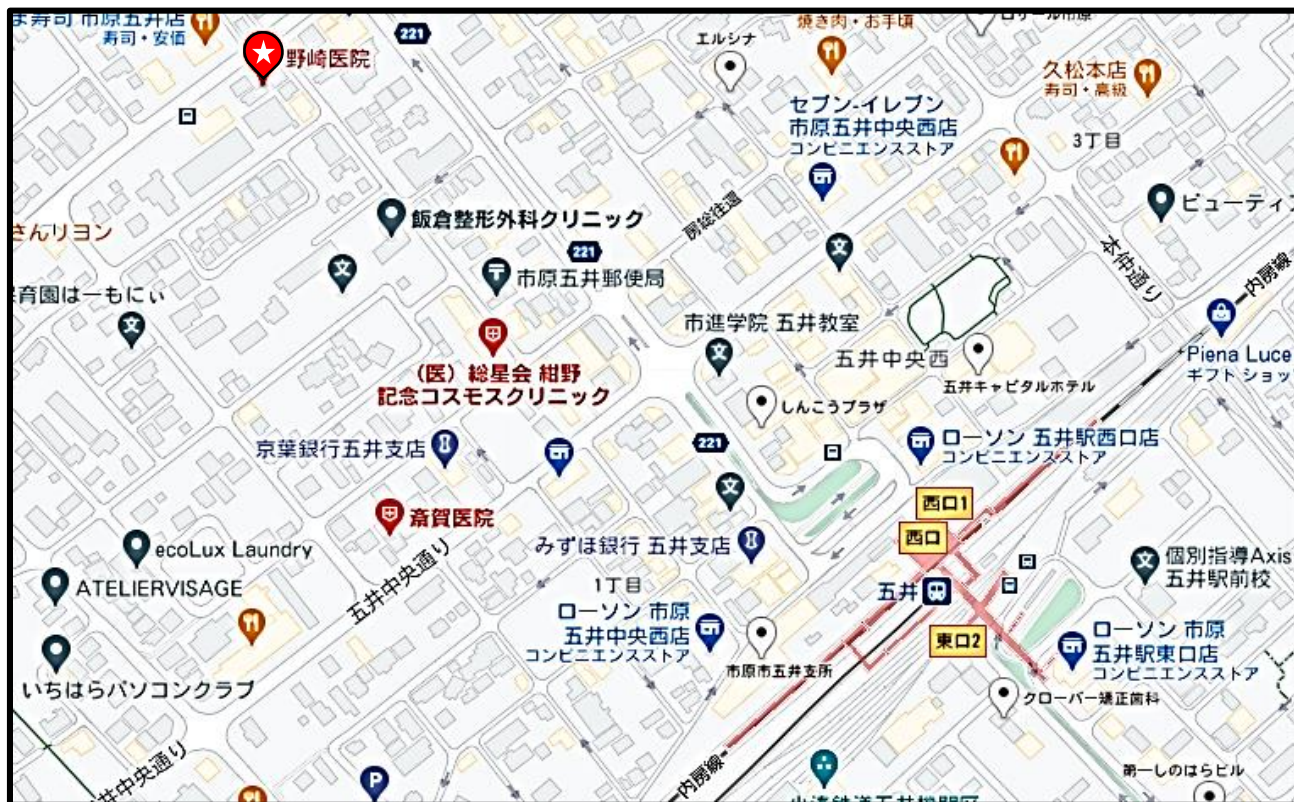 ま寿司 市原五井店
寿司・安価
野崎医院
221
エルシナ
焼き肉・お手頃
久松本店
寿司・高級
セブン-イレブン
市原五井中央西店
コンビニエンスストア
3丁目
ビューティ
房総往還
飯倉整形外科クリニック
さんリヨン
221
市原五井郵便局
本仲通り
内房線
育園はーもにぃ
市進学院 五井教室
五井中央西
五井キャピタルホテル
Piena Luce
ギフト ショッ
(医) 総星会 紺野
記念コスモスクリニック
しんこうプラザ
京葉銀行五井支店
221
ローソン 五井駅西口店
コンビニエンスストア
西口1
西口
斎賀医院
みずほ銀行 五井支店
ecoLux Laundry
ATELIERVISAGE
五井中央通り
1丁目
五井
個別指導Axis
五井駅前校
ローソン 市原
五井中央西店
コンビニエンスストア
東口2
ローソン 市原
五井駅東口店
コンビニエンスストア
市原市五井支所
いちはらパソコンクラブ
クローバー矯正歯科
井中央通り
P
内房線
第一しのはらビル